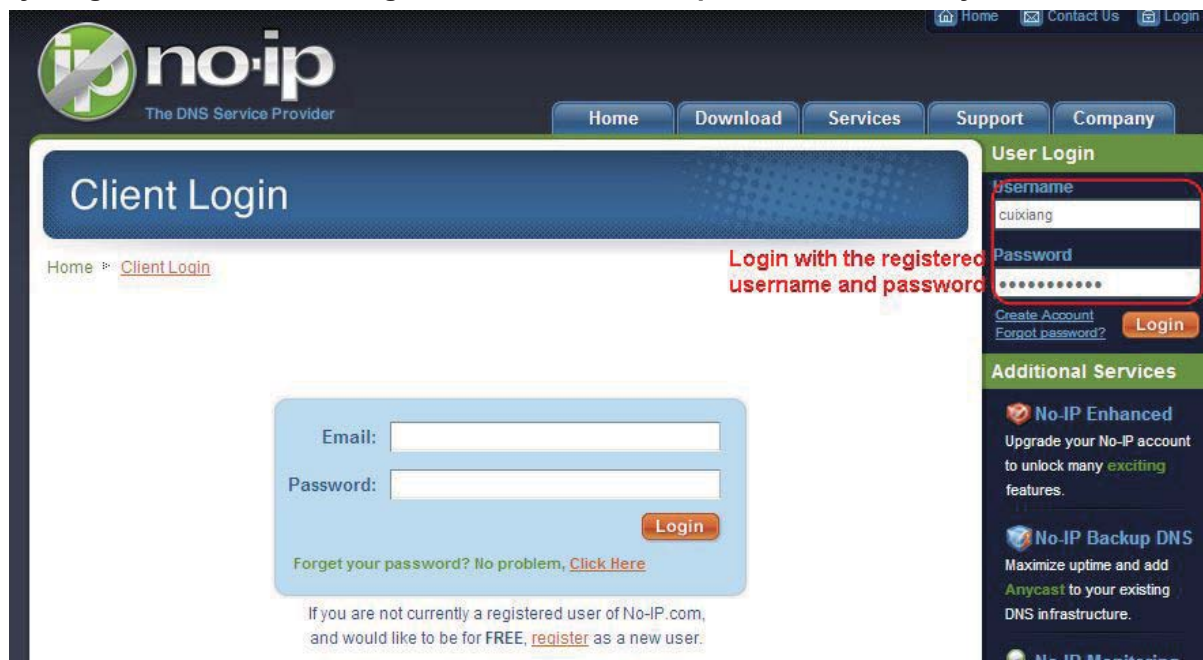 Home Contact Us Login
no·ip
The DNS Service Provider
Home Download Services Support Company
Client Login
Home Client Login
Login with the registered
username and password
User Login
Username
cuixiang
Password
Create Account
Forgot password?
Login
Email:
Password:
Login
Forget your password? No problem, Click Here
If you are not currently a registered user of No-IP.com,
and would like to be for FREE, register as a new user.
Additional Services
No-IP Enhanced
Upgrade your No-IP account
to unlock many exciting
features.
No-IP Backup DNS
Maximize uptime and add
Anycast to your existing
DNS infrastructure.
No-IP Monitoring